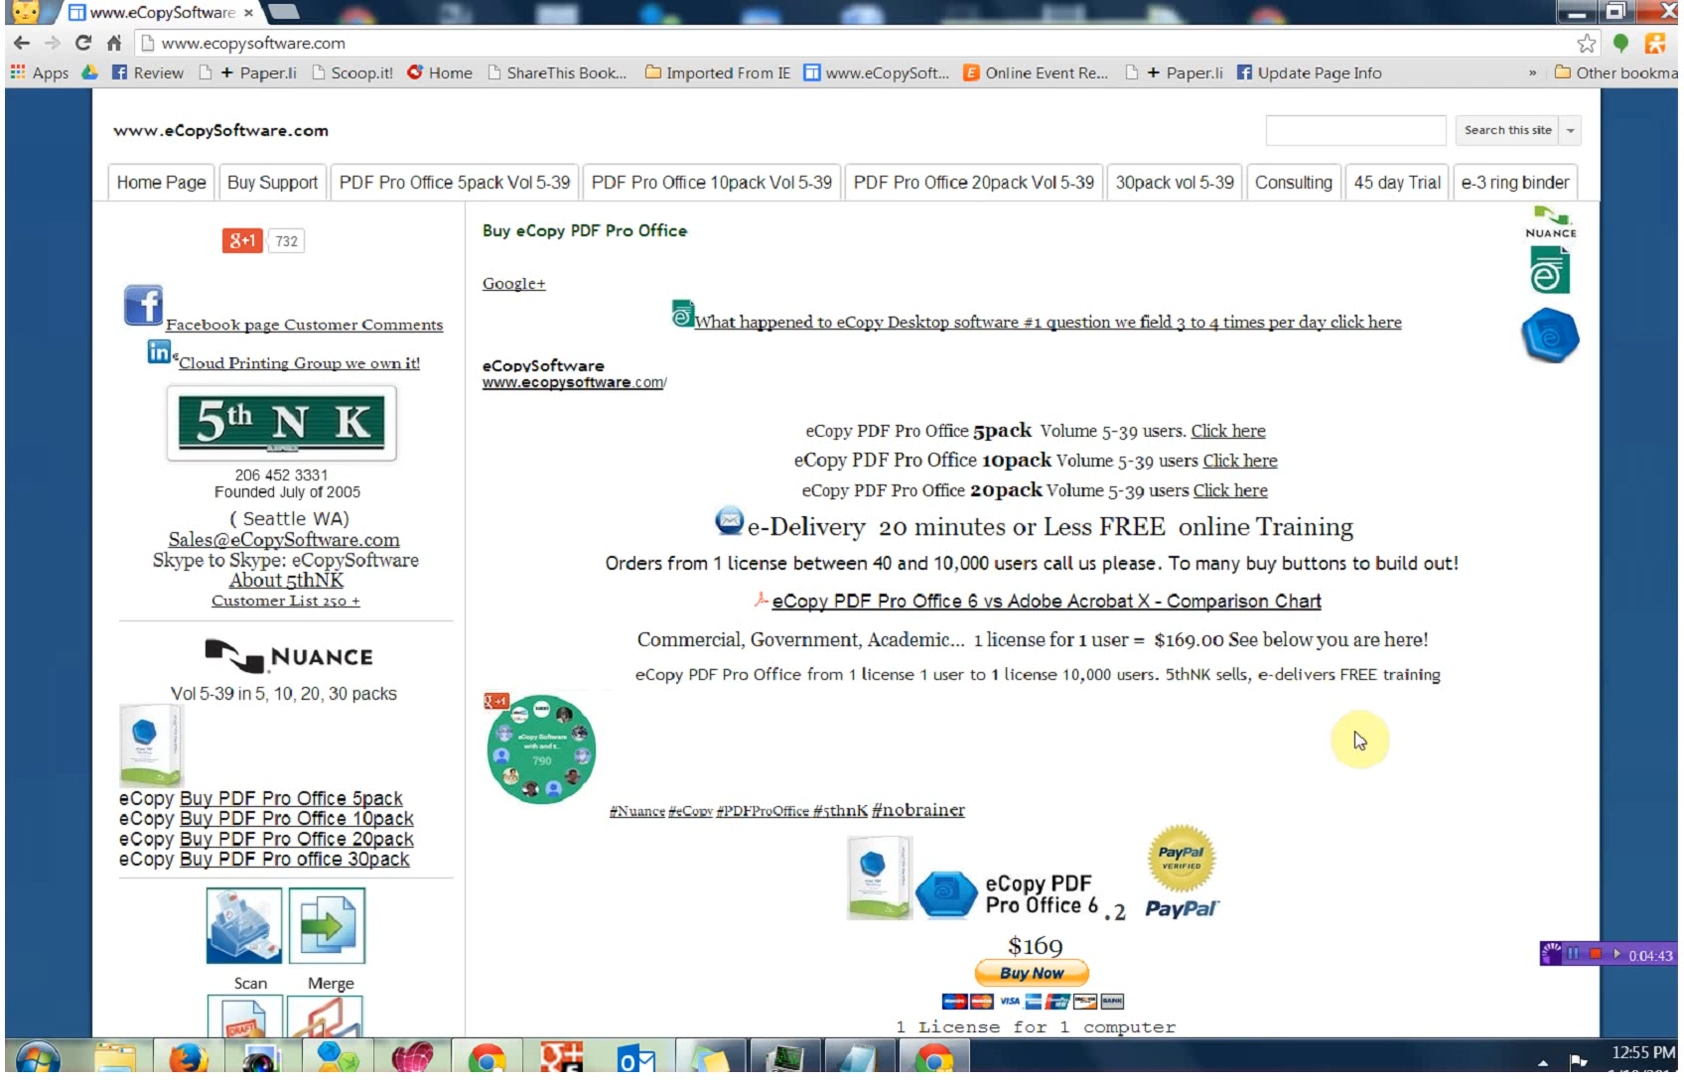 www.eCopySoftware ×
www.ecopysoftware.com
Apps Review + Paper.li Scoop.it! Home ShareThis Book... Imported From IE www.eCopySoft... Online Event Re... + Paper.li Update Page Info » Other bookma
www.eCopySoftware.com
Search this site
Home Page Buy Support PDF Pro Office 5pack Vol 5-39 PDF Pro Office 10pack Vol 5-39 PDF Pro Office 20pack Vol 5-39 30pack vol 5-39 Consulting 45 day Trial e-3 ring binder
g+1 732
Facebook page Customer Comments
in e Cloud Printing Group we own it!
5th N K
206 452 3331
Founded July of 2005
( Seattle WA)
Sales@eCopySoftware.com
Skype to Skype: eCopySoftware
About 5thNK
Customer List 250 +
NUANCE
Vol 5-39 in 5, 10, 20, 30 packs
eCopy Buy PDF Pro Office 5pack
eCopy Buy PDF Pro Office 10pack
eCopy Buy PDF Pro Office 20pack
eCopy Buy PDF Pro office 30pack
Scan Merge
DRAFT
Buy eCopy PDF Pro Office
NUANCE
Google+
What happened to eCopy Desktop software #1 question we field 3 to 4 times per day click here
eCopySoftware
www.ecopysoftware.com/
eCopy PDF Pro Office 5pack Volume 5-39 users. Click here
eCopy PDF Pro Office 10pack Volume 5-39 users Click here
eCopy PDF Pro Office 20pack Volume 5-39 users Click here
e-Delivery 20 minutes or Less FREE online Training
Orders from 1 license between 40 and 10,000 users call us please. To many buy buttons to build out!
eCopy PDF Pro Office 6 vs Adobe Acrobat X - Comparison Chart
Commercial, Government, Academic... 1 license for 1 user = $169.00 See below you are here!
eCopy PDF Pro Office from 1 license 1 user to 1 license 10,000 users. 5thNK sells, e-delivers FREE training
g+1
eCopy Software
with and t...
790
#Nuance #eCopy #PDFProOffice #5thnK #nobrainer
eCopy PDF
Pro Office 6 .2
PayPal
VERIFIED
PayPal
$169
Buy Now
VISA BANK
1 License for 1 computer
0:04:43
12:55 PM